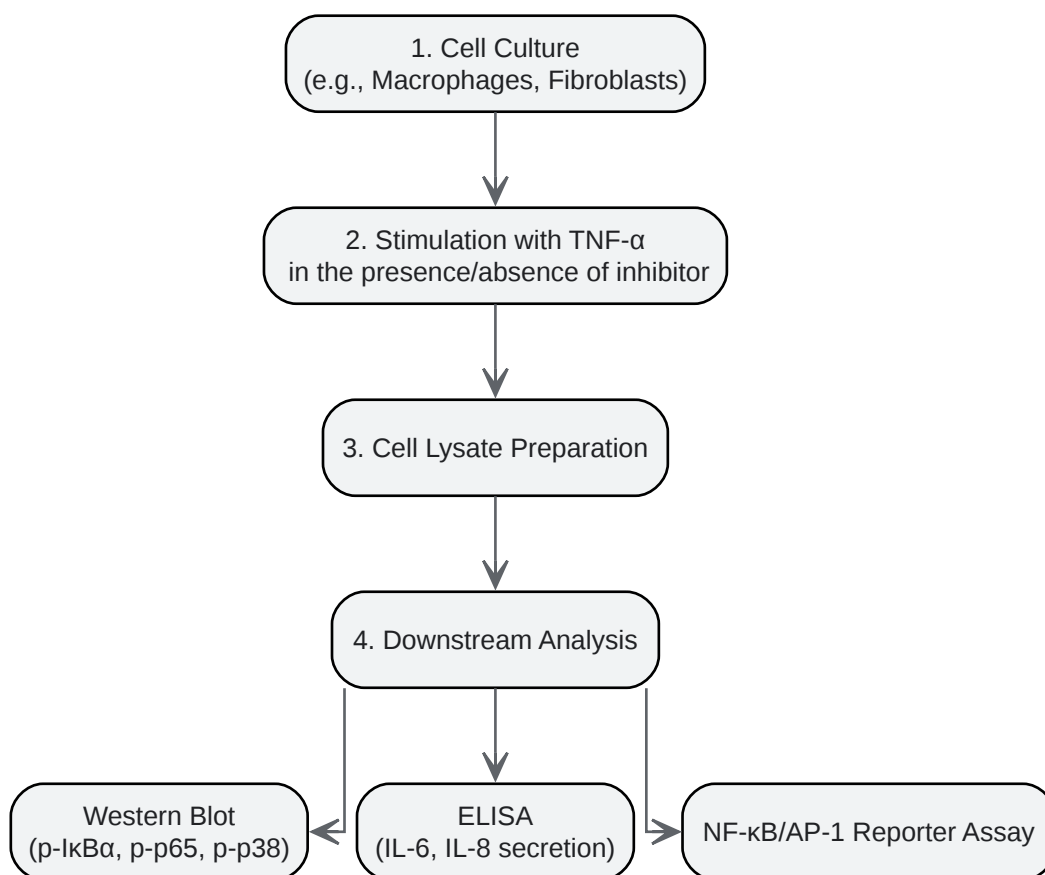 1. Cell Culture
(e.g., Macrophages, Fibroblasts)
2. Stimulation with TNF-α
in the presence/absence of inhibitor
3. Cell Lysate Preparation
4. Downstream Analysis
Western Blot
(p-IκBα, p-p65, p-p38)
ELISA
(IL-6, IL-8 secretion)
NF-κB/AP-1 Reporter Assay